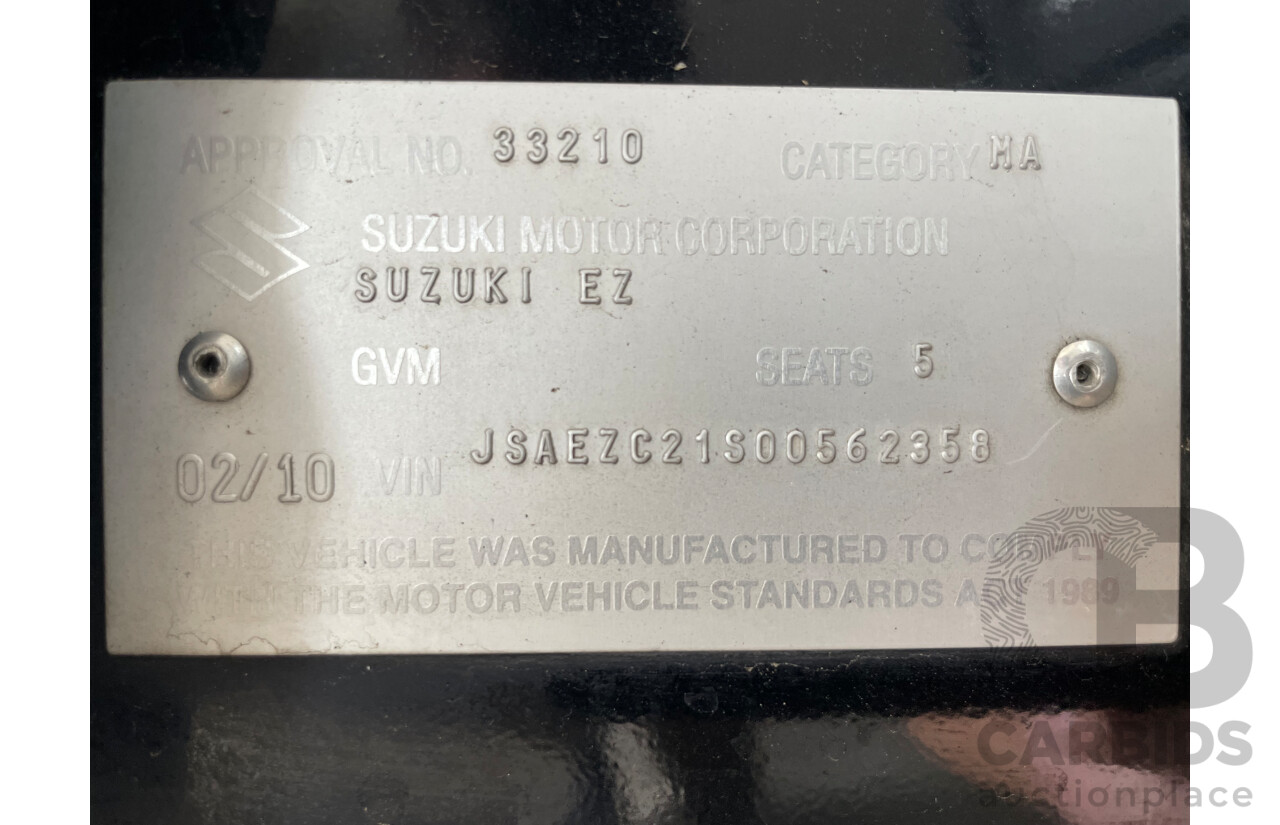 APPROVAL NO. 33210 CATEGORY MA
SUZUKI MOTOR CORPORATION
SUZUKI EZ
GVM SEATS 5
02/10 VIN JSAEZC21S00562358
THIS VEHICLE WAS MANUFACTURED TO COMPLY
WITH THE MOTOR VEHICLE STANDARDS ACT 1989
CB
CARBIDS
auctionplace